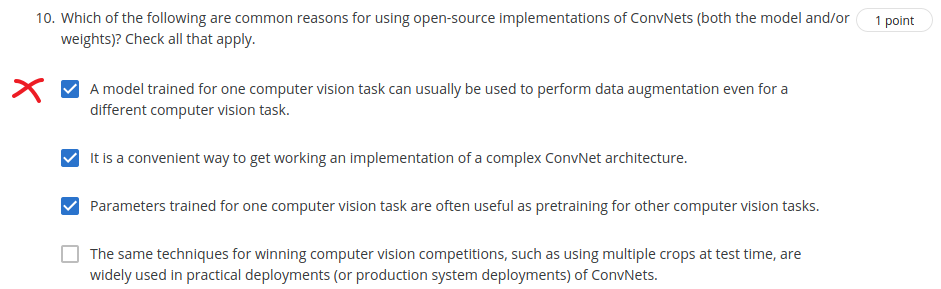 10. Which of the following are common reasons for using open-source implementations of ConvNets (both the model and/or
weights)? Check all that apply.
1 point
A model trained for one computer vision task can usually be used to perform data augmentation even for a
different computer vision task.
It is a convenient way to get working an implementation of a complex ConvNet architecture.
Parameters trained for one computer vision task are often useful as pretraining for other computer vision tasks.
The same techniques for winning computer vision competitions, such as using multiple crops at test time, are
widely used in practical deployments (or production system deployments) of ConvNets.